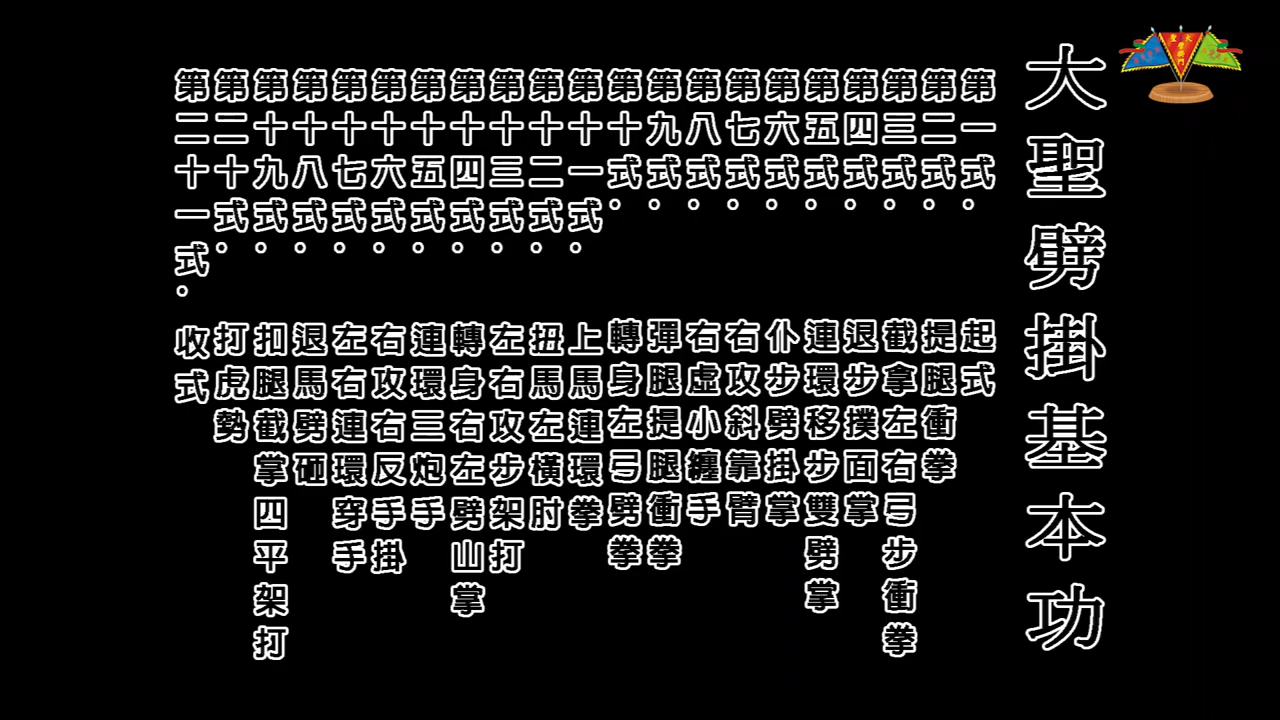 大聖劈掛基本功
第一式。起式
第二式。提腿衝拳
第三式。截拿左右弓步衝拳
第四式。退步撲面掌
第五式。連環移步雙劈掌
第六式。仆步劈掛掌
第七式。右攻斜靠臂
第八式。右虛小纏手
第九式。彈腿提腿衝拳
第十式。轉身左弓劈拳
第十一式。上馬連環拳
第十二式。扭馬左橫肘
第十三式。左右攻步架打
第十四式。轉身右左劈山掌
第十五式。連環三炮手
第十六式。右攻右反手掛
第十七式。左右連環穿手
第十八式。退馬劈砸
第十九式。扣腿截掌四平架打
第二十式。打虎勢
第二十一式。收式